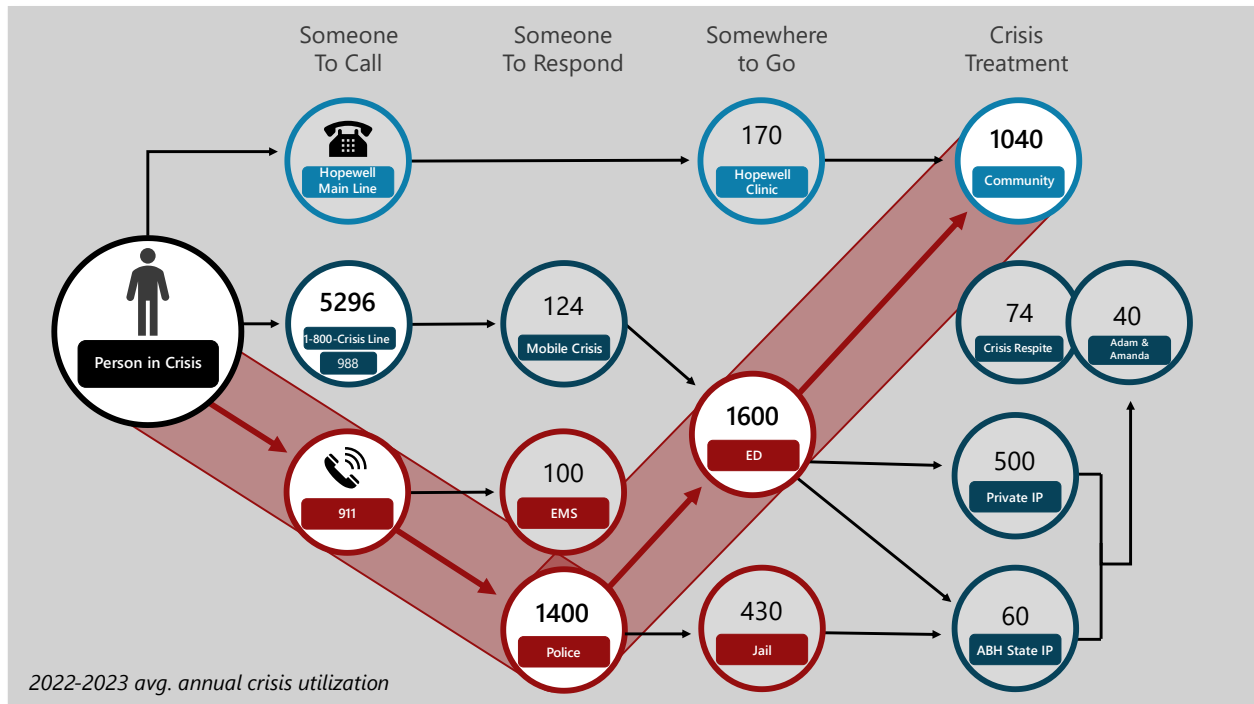 Someone
To Call
Someone
To Respond
Somewhere
to Go
Crisis
Treatment
Hopewell
Main Line
170
Hopewell
Clinic
1040
Community
Person in Crisis
5296
1-800-Crisis Line
988
124
Mobile Crisis
74
Crisis Respite
40
Adam &
Amanda
1600
ED
911
100
EMS
500
Private IP
1400
Police
430
Jail
60
ABH State IP
2022-2023 avg. annual crisis utilization